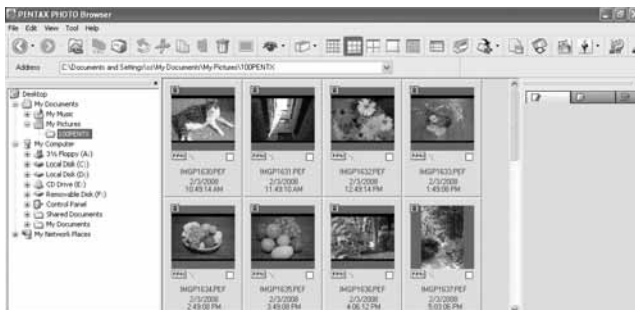 PENTAX PHOTO Browser
File Edit View Tool Help
Address C:\Documents and Settings\ss\My Documents\My Pictures\100PENTX
Desktop
My Documents
My Music
My Pictures
100PENTX
My Computer
3½ Floppy (A:)
Local Disk (C:)
Local Disk (D:)
CD Drive (E:)
Removable Disk (F:)
Control Panel
Shared Documents
My Documents
My Network Places
IMGP1630.PEF
2/3/2008
10:49:14 AM
IMGP1631.PEF
2/3/2008
11:49:10 AM
IMGP1632.PEF
2/3/2008
12:49:14 PM
IMGP1633.PEF
2/3/2008
1:49:08 PM
IMGP1634.PEF
2/3/2008
2:49:08 PM
IMGP1635.PEF
2/3/2008
3:49:08 PM
IMGP1636.PEF
2/3/2008
4:06:12 PM
IMGP1637.PEF
2/3/2008
5:03:06 PM